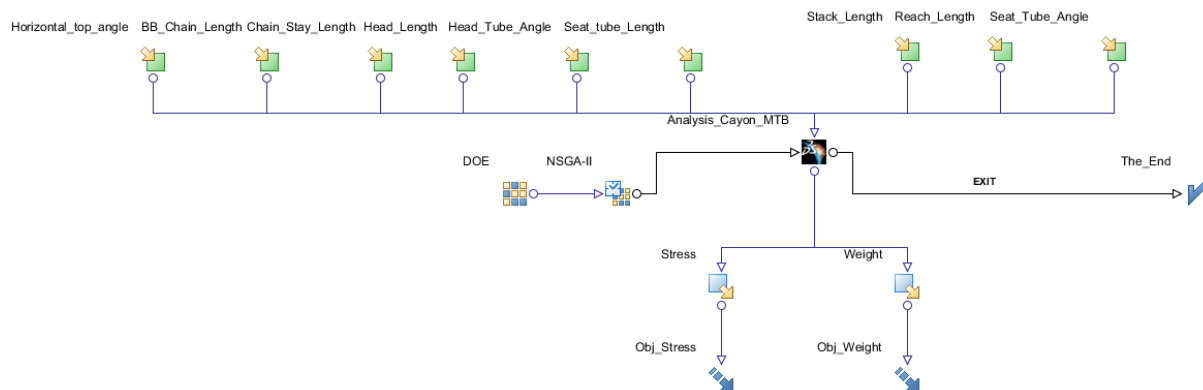 Stack_Length Reach_Length Seat_Tube_Angle
Horizontal_top_angle BB_Chain_Length Chain_Stay_Length Head_Length Head_Tube_Angle Seat_tube_Length
Analysis_Cayon_MTB
DOE NSGA-II The_End
EXIT
Stress Weight
Obj_Stress Obj_Weight